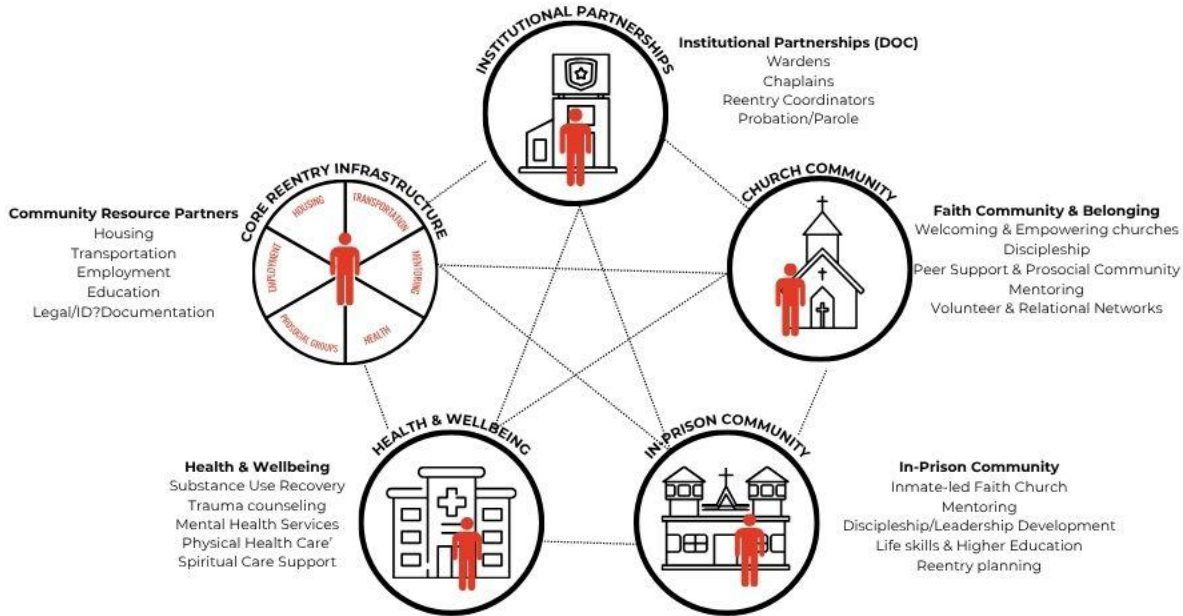 INSTITUTIONAL PARTNERSHIPS
Institutional Partnerships (DOC)
Wardens
Chaplains
Reentry Coordinators
Probation/Parole
CORE REENTRY INFRASTRUCTURE
HOUSING
TRANSPORTATION
EMPLOYMENT
MENTORING
PROSOCIAL GROUPS
HEALTH
Community Resource Partners
Housing
Transportation
Employment
Education
Legal/ID?Documentation
CHURCH COMMUNITY
Faith Community & Belonging
Welcoming & Empowering churches
Discipleship
Peer Support & Prosocial Community
Mentoring
Volunteer & Relational Networks
HEALTH & WELLBEING
Health & Wellbeing
Substance Use Recovery
Trauma counseling
Mental Health Services
Physical Health Care'
Spiritual Care Support
IN-PRISON COMMUNITY
In-Prison Community
Inmate-led Faith Church
Mentoring
Discleship/Leadership Development
Life skills & Higher Education
Reentry planning